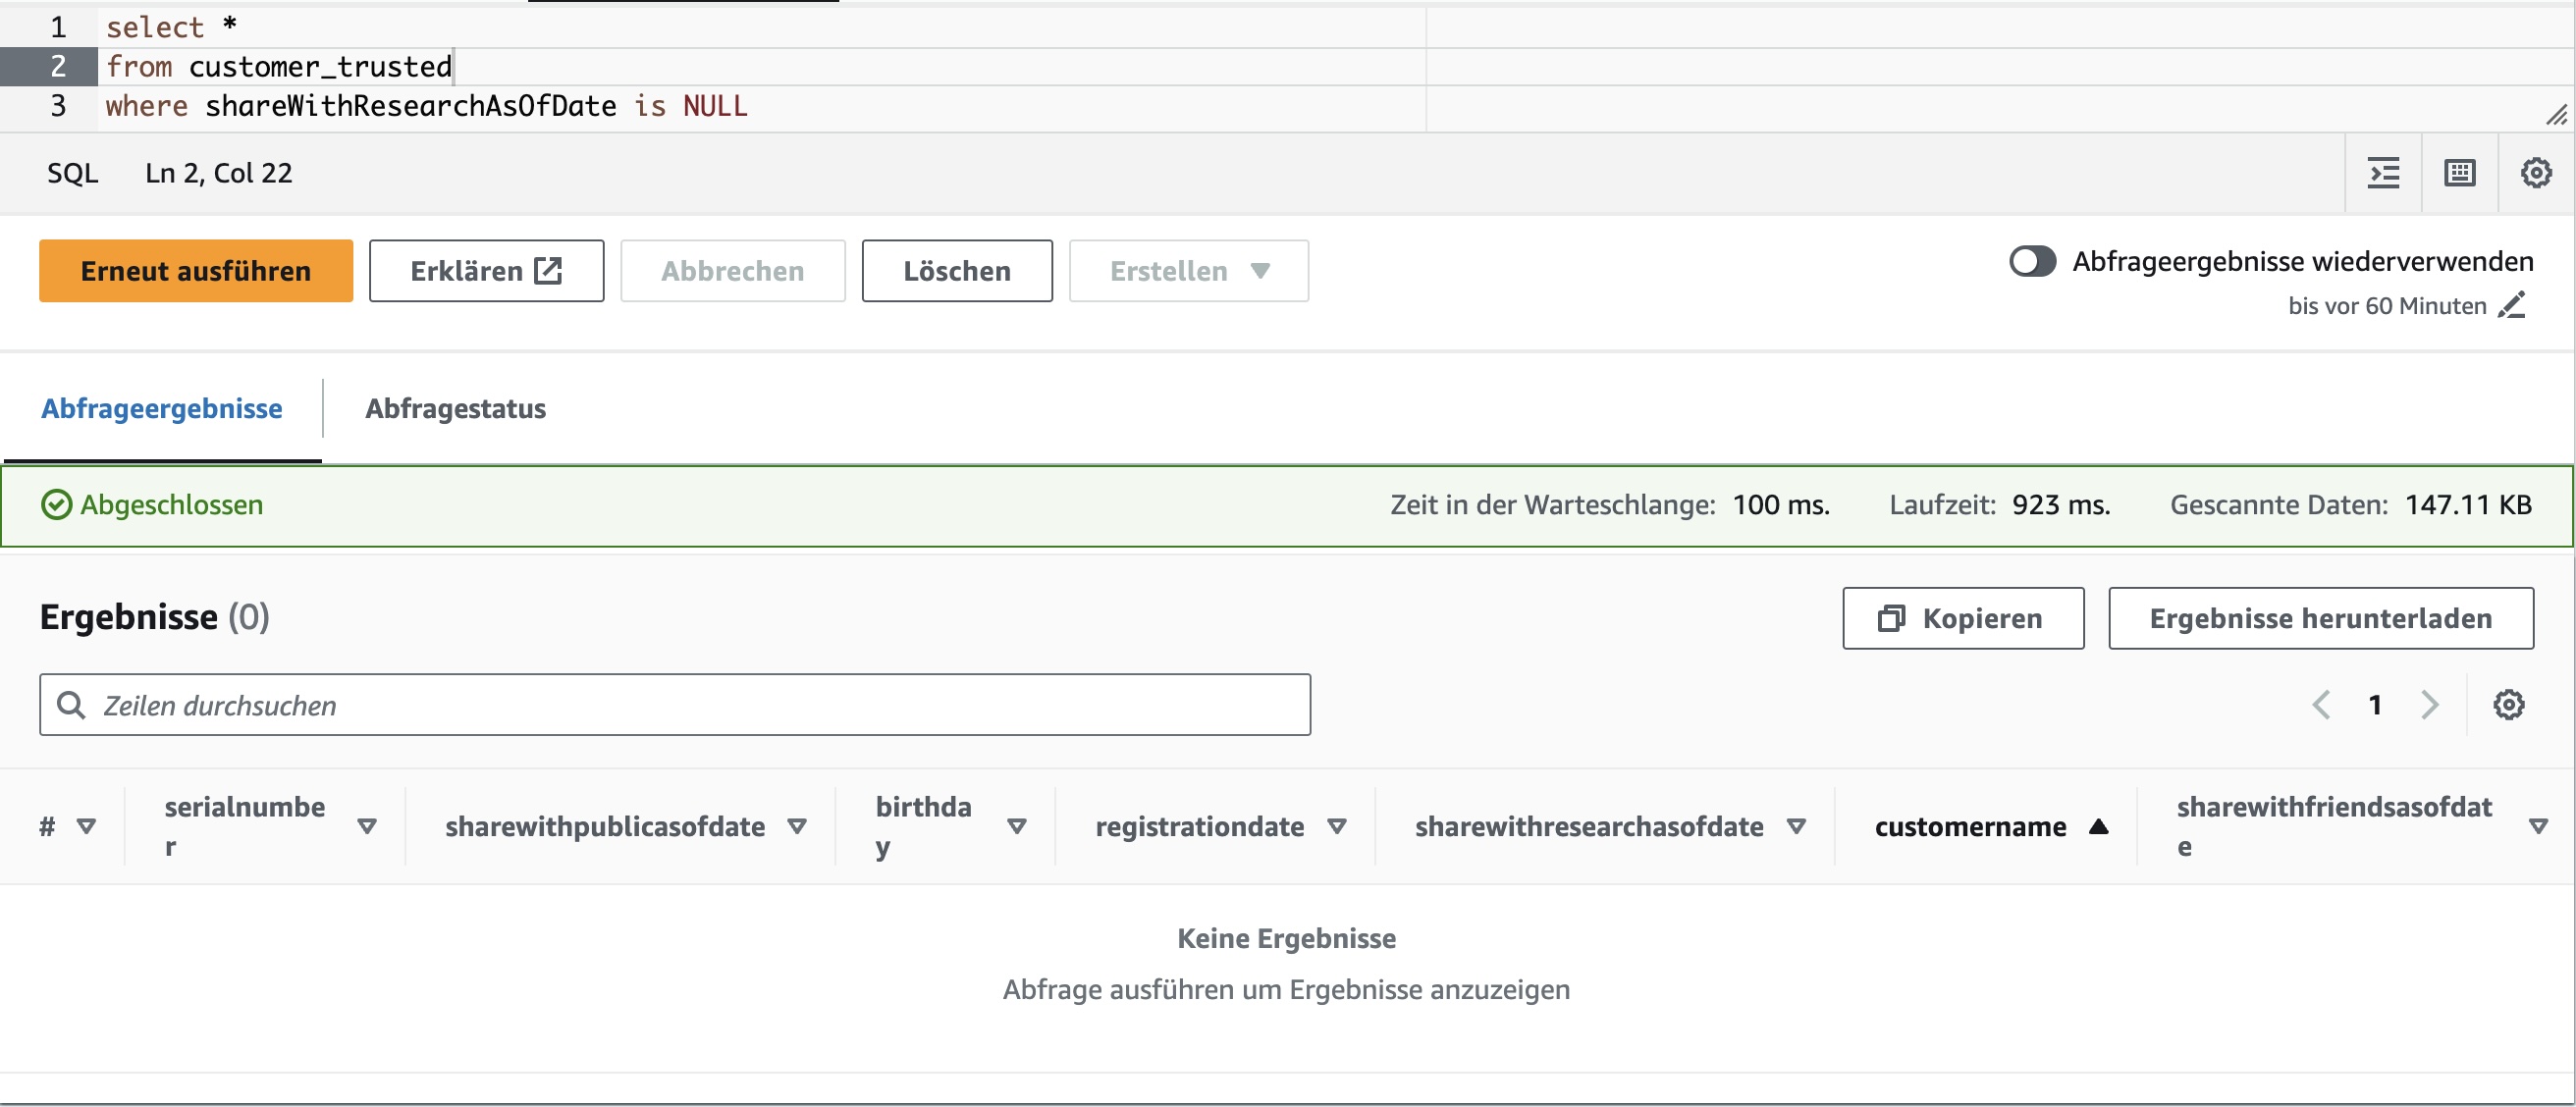 1 select *
2 from customer_trusted
3 where shareWithResearchAsOfDate is NULL
SQL Ln 2, Col 22
Erneut ausführen Erklären Abbrechen Löschen Erstellen Abfrageergebnisse wiederverwenden
bis vor 60 Minuten
Abfrageergebnisse Abfragestatus
Abgeschlossen Zeit in der Warteschlange: 100 ms. Laufzeit: 923 ms. Gescannte Daten: 147.11 KB
Ergebnisse (0) Kopieren Ergebnisse herunterladen
Zeilen durchsuchen 1
# serialnumbe
r sharewithpublicasofdate birthda
y registrationdate sharewithresearchasofdate customername sharewithfriendsasofdat
e
Keine Ergebnisse
Abfrage ausführen um Ergebnisse anzuzeigen